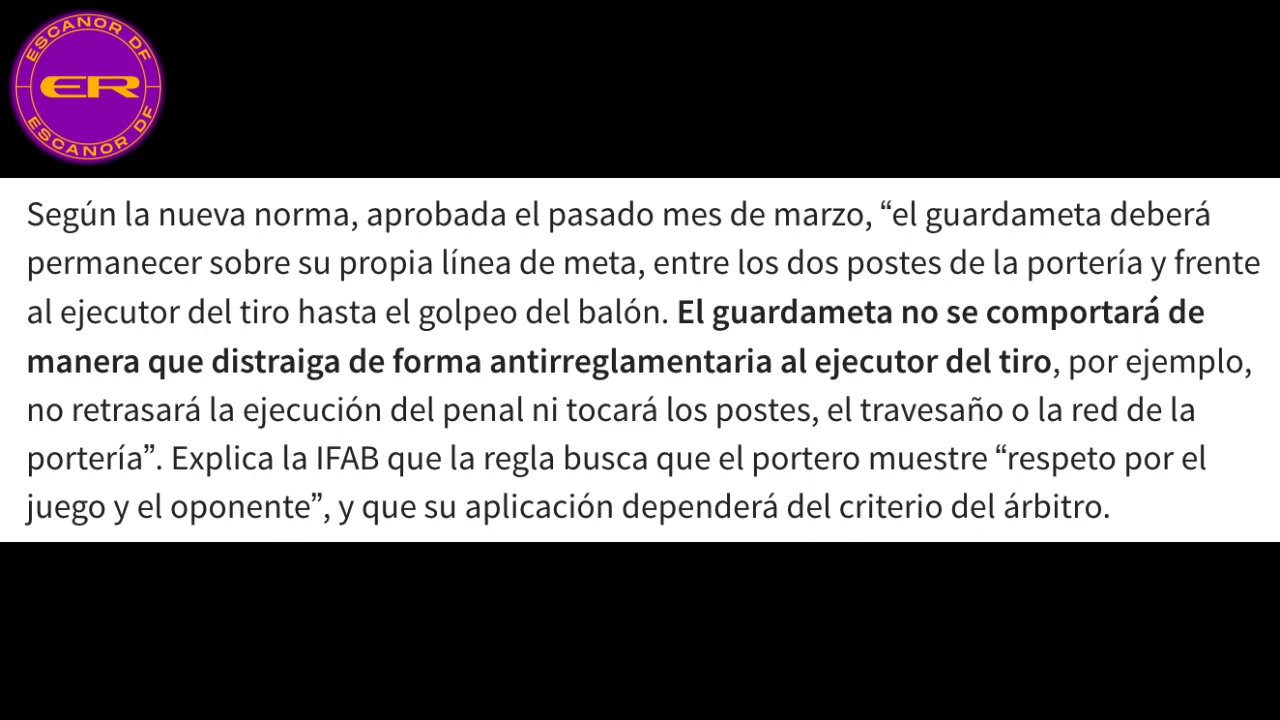 ESCANOR DF
ER
ESCANOR DF
Según la nueva norma, aprobada el pasado mes de marzo, “el guardameta deberá
permanecer sobre su propia línea de meta, entre los dos postes de la portería y frente
al ejecutor del tiro hasta el golpeo del balón. El guardameta no se comportará de
manera que distraiga de forma antirreglamentaria al ejecutor del tiro, por ejemplo,
no retrasará la ejecución del penal ni tocará los postes, el travesaño o la red de la
portería”. Explica la IFAB que la regla busca que el portero muestre “respeto por el
juego y el oponente”, y que su aplicación dependerá del criterio del árbitro.